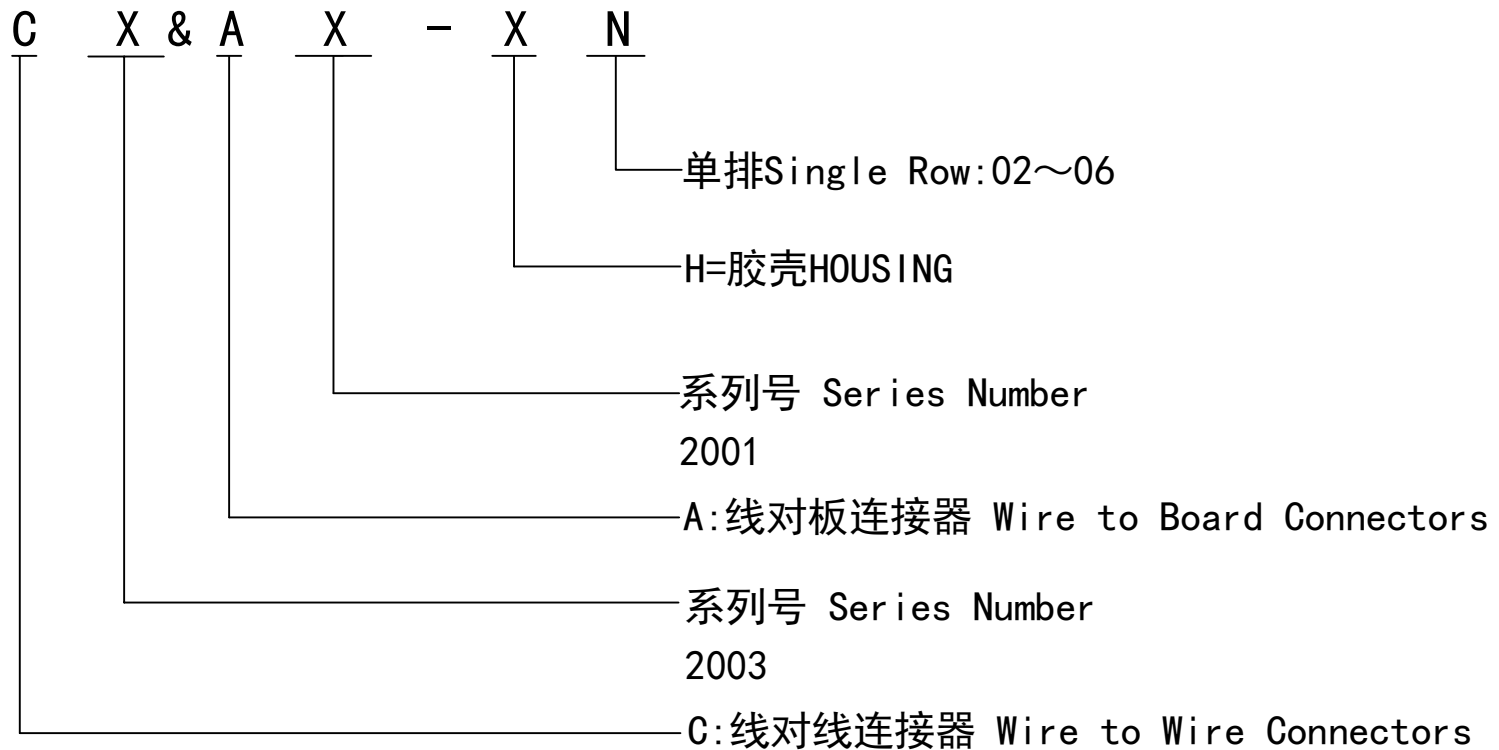 C X & A X - X N
单排Single Row:02～06
H=胶壳HOUSING
系列号 Series Number
2001
A:线对板连接器 Wire to Board Connectors
系列号 Series Number
2003
C:线对线连接器 Wire to Wire Connectors